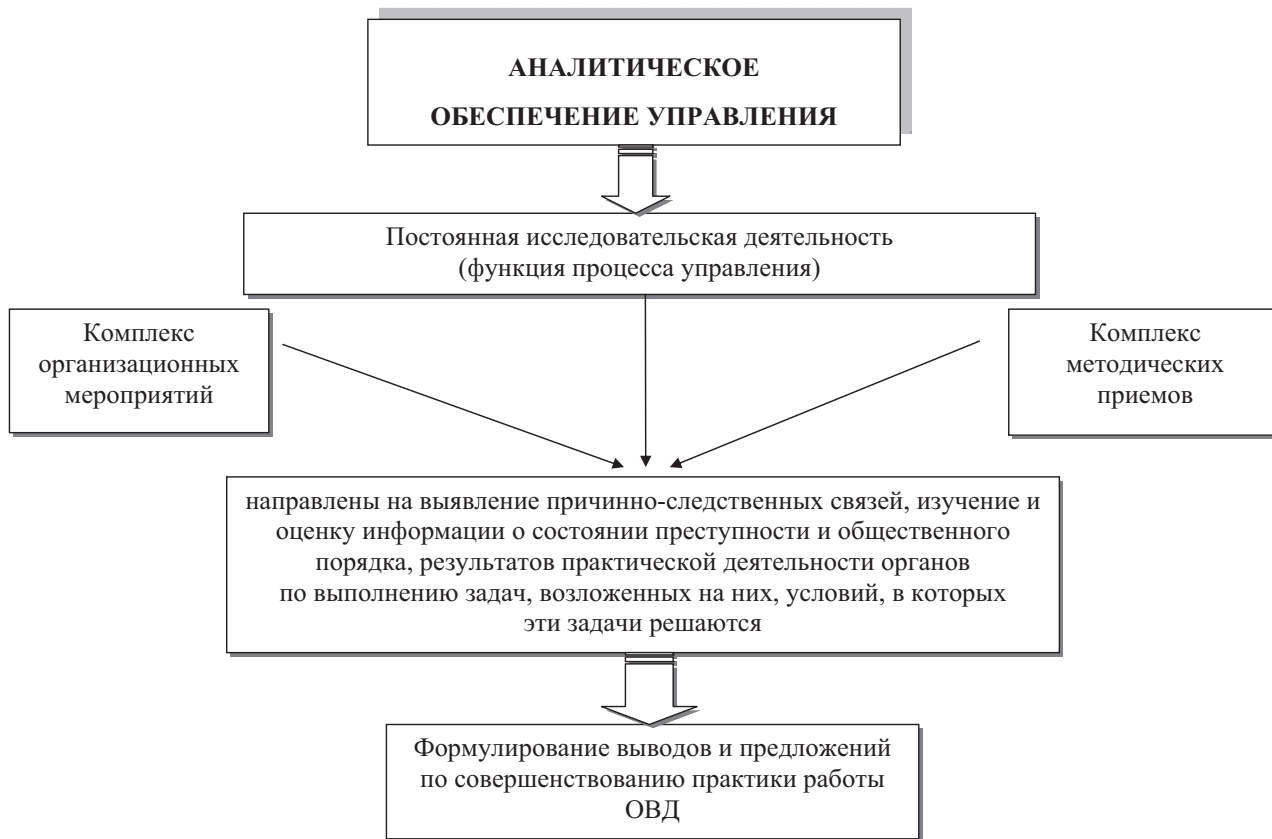 АНАЛИТИЧЕСКОЕ
ОБЕСПЕЧЕНИЕ УПРАВЛЕНИЯ
Постоянная исследовательская деятельность
(функция процесса управления)
Комплекс
организационных
мероприятий
Комплекс
методических
приемов
направлены на выявление причинно-следственных связей, изучение и
оценку информации о состоянии преступности и общественного
порядка, результатов практической деятельности органов
по выполнению задач, возложенных на них, условий, в которых
эти задачи решаются
Формулирование выводов и предложений
по совершенствованию практики работы
ОВД